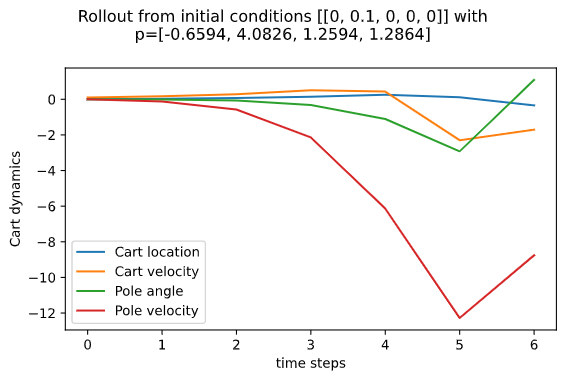 Rollout from initial conditions [[0, 0.1, 0, 0, 0]] with
p=[-0.6594, 4.0826, 1.2594, 1.2864]
Cart dynamics
0
−2
−4
−6
−8
−10
−12
Cart location
Cart velocity
Pole angle
Pole velocity
0 1 2 3 4 5 6
time steps